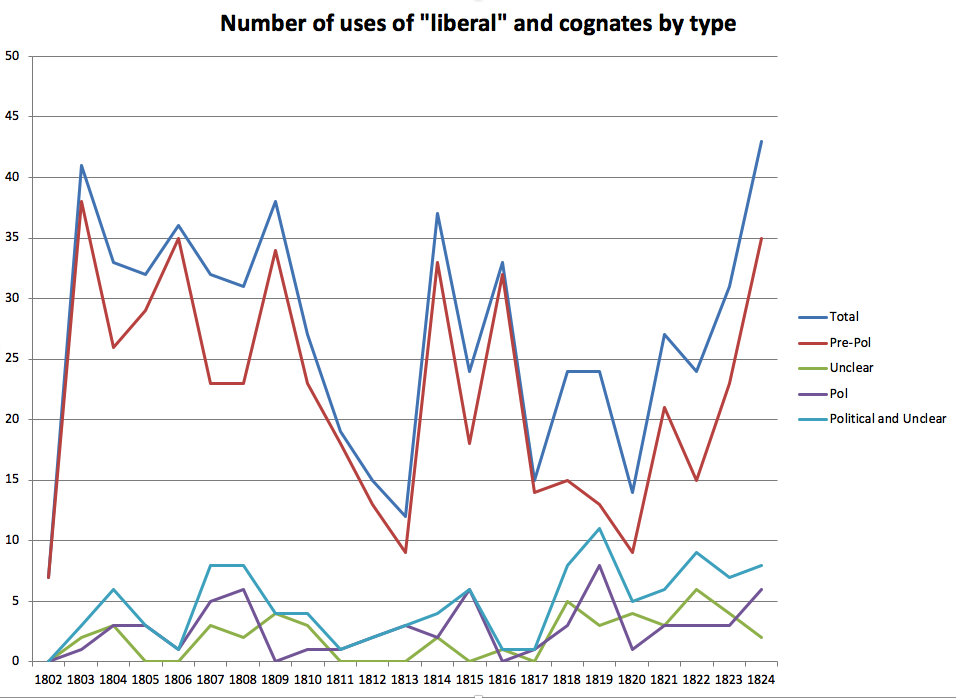 Number of uses of "liberal" and cognates by type
50
45
40
35
30
25
20
15
10
5
0
1802 1803 1804 1805 1806 1807 1808 1809 1810 1811 1812 1813 1814 1815 1816 1817 1818 1819 1820 1821 1822 1823 1824
Total
Pre-Pol
Unclear
Pol
Political and Unclear